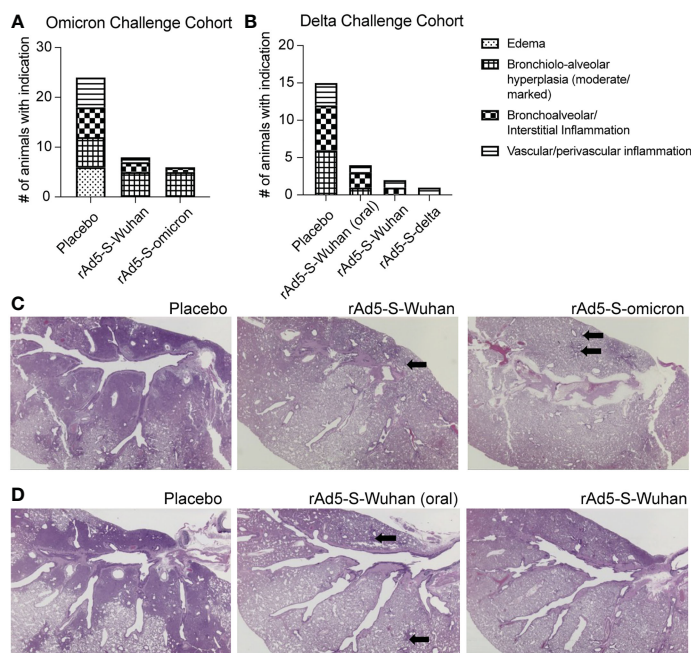 A
Omicron Challenge Cohort
# of animals with indication
30
20
10
0
Placebo
rAd5-S-Wuhan
rAd5-S-omicron
B
Delta Challenge Cohort
# of animals with indication
20
15
10
5
0
Placebo
rAd5-S-Wuhan (oral)
rAd5-S-Wuhan
rAd5-S-delta
Edema
Bronchiolo-alveolar
hyperplasia (moderate/
marked)
Bronchoalveolar/
Interstitial Inflammation
Vascular/perivascular inflammation
C
Placebo
rAd5-S-Wuhan
rAd5-S-omicron
D
Placebo
rAd5-S-Wuhan (oral)
rAd5-S-Wuhan